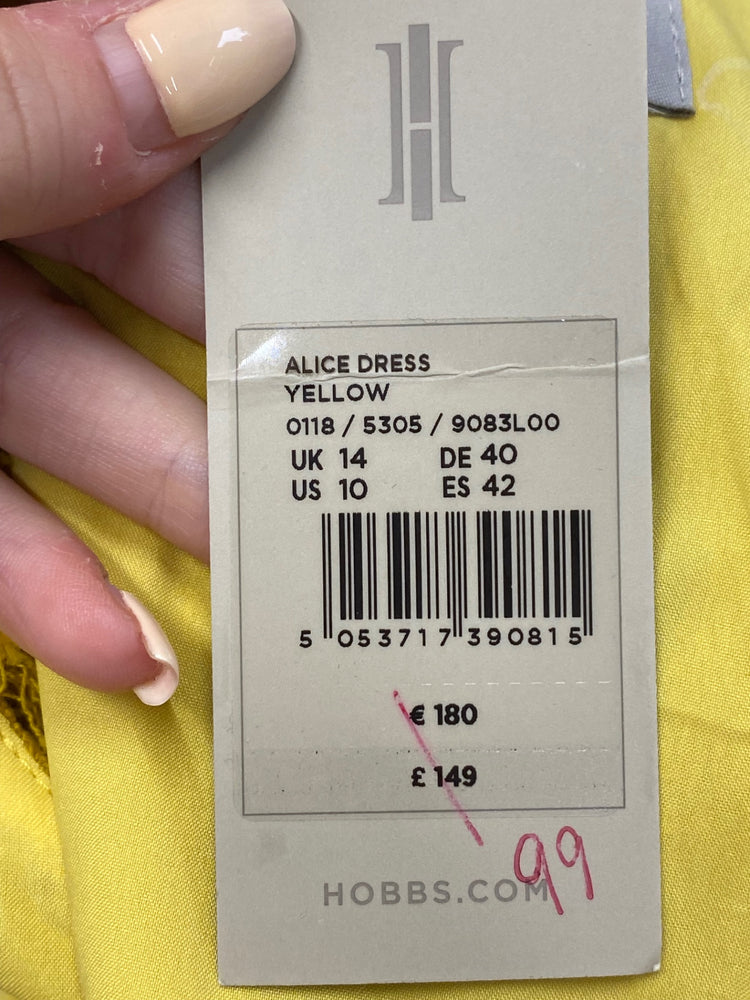 ALICE DRESS
YELLOW
0118 / 5305 / 9083L00
UK 14 DE 40
US 10 ES 42
5 053717 390815
€ 180
£ 149
99
HOBBS.COM